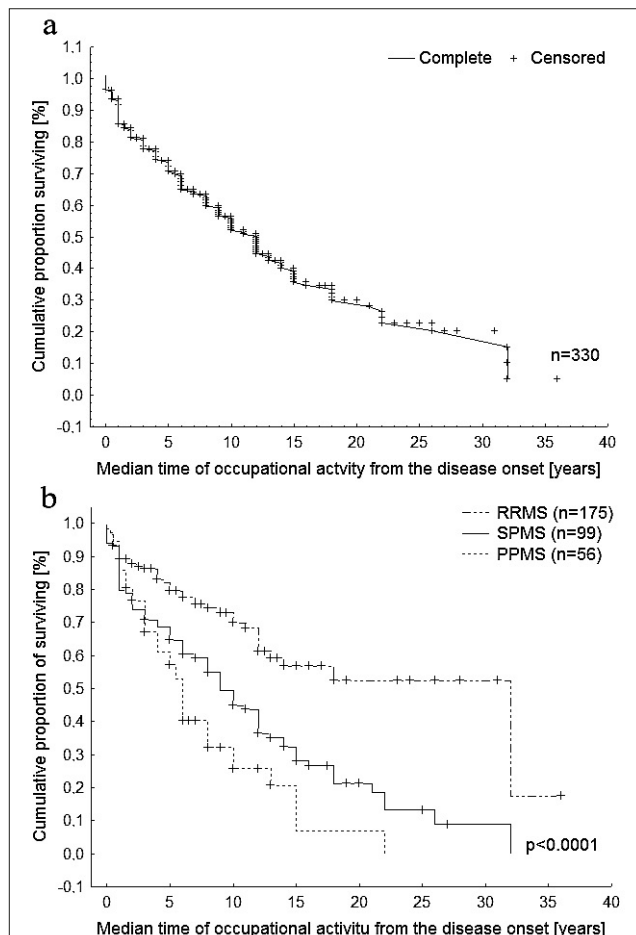 a
Complete + Censored
Cumulative proportion surviving [%]
1.1
1.0
0.9
0.8
0.7
0.6
0.5
0.4
0.3
0.2
0.1
0.0
-0.1
n=330
0 5 10 15 20 25 30 35 40
Median time of occupational actvity from the disease onset [years]
b
RRMS (n=175)
SPMS (n=99)
PPMS (n=56)
Cumulative proportion of surviving [%]
1.0
0.9
0.8
0.7
0.6
0.5
0.4
0.3
0.2
0.1
0.0
-0.1
p<0.0001
0 5 10 15 20 25 30 35 40
Median time of occupational activitu from the disease onset [years]